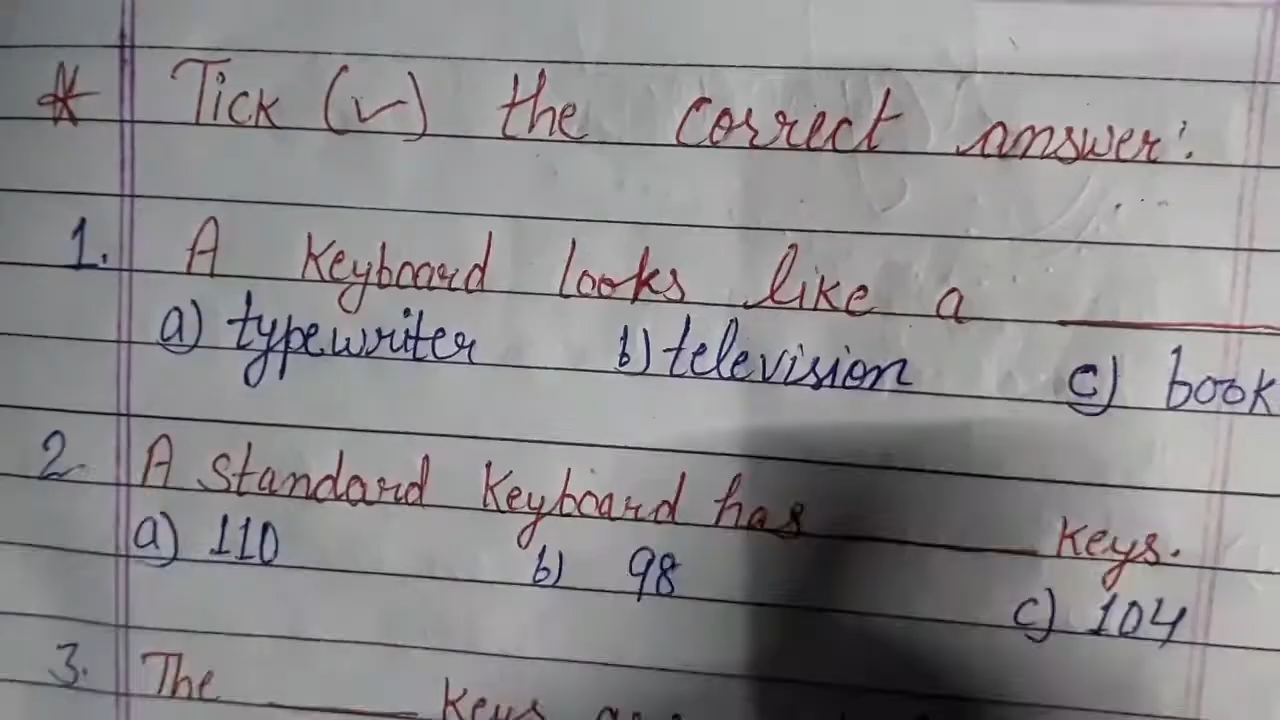 * Tick (✓) the correct answer:
1. A Keyboard looks like a ______
a) typewriter b) television c) book
2. A standard Keyboard has ______ keys.
a) 110 b) 98 c) 104
3. The ______ keys